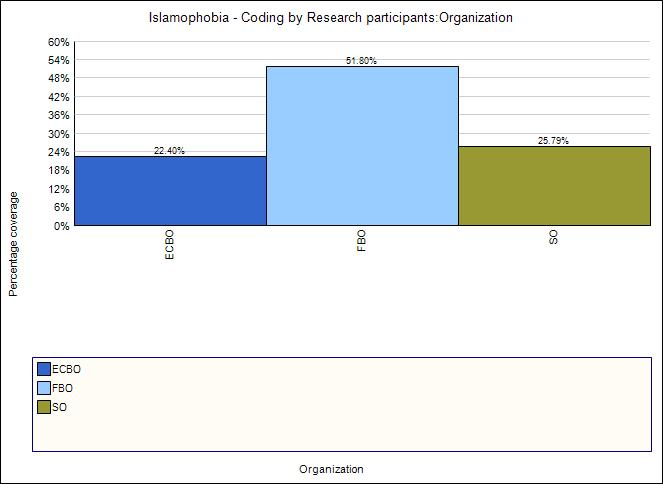 Islamophobia - Coding by Research participants:Organization
60%
54%
48%
42%
36%
30%
24%
18%
12%
6%
0%
22.40%
51.80%
25.79%
Percentage coverage
ECBO
FBO
SO
ECBO
FBO
SO
Organization